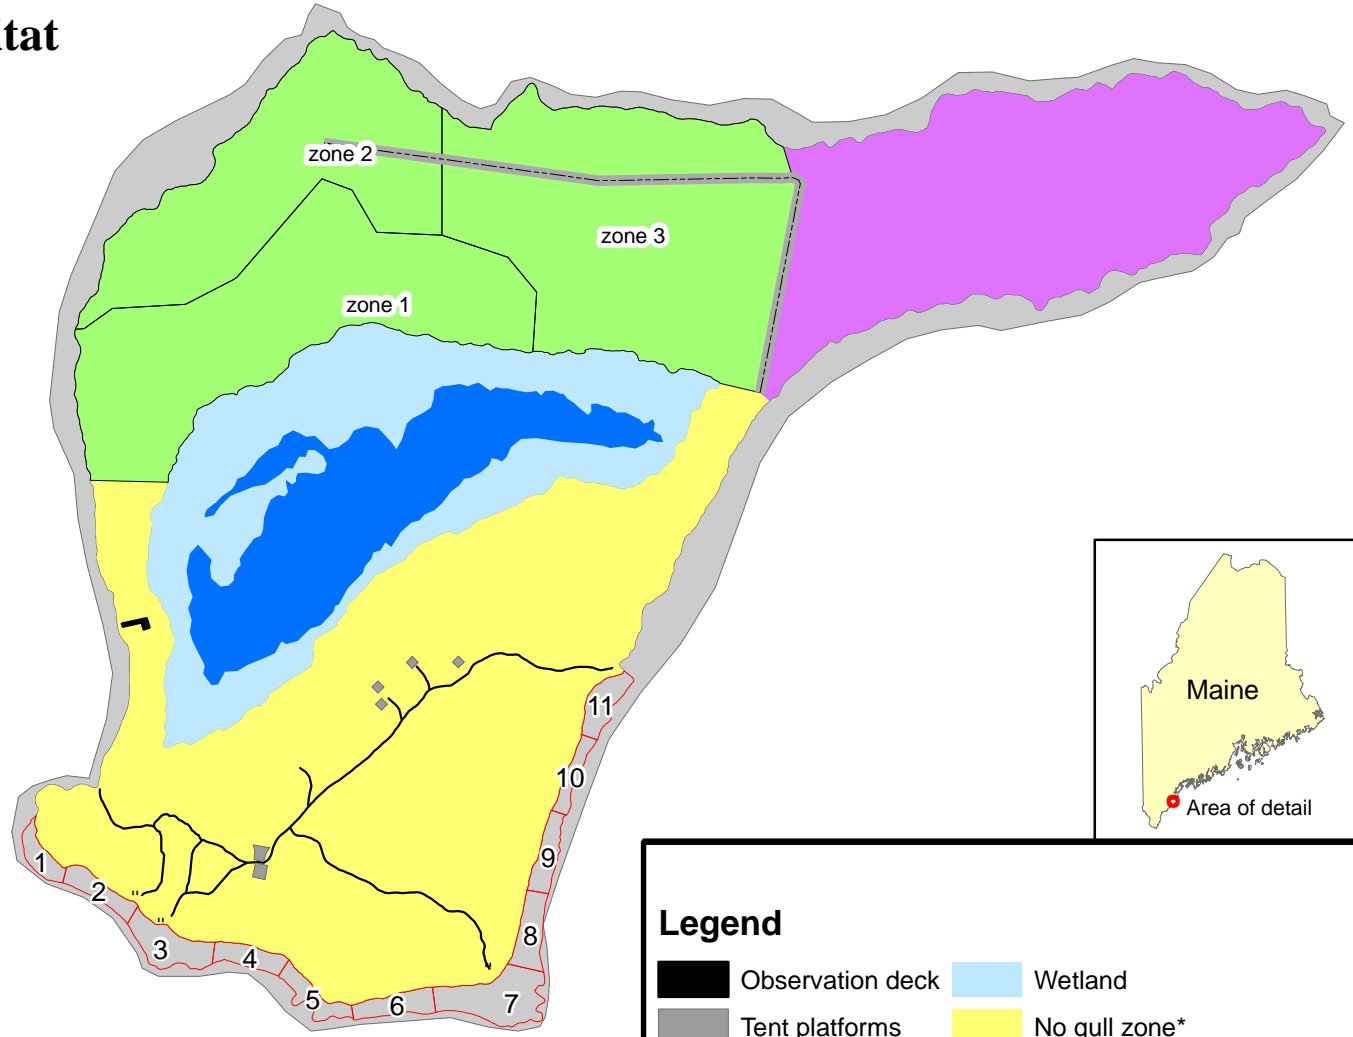 itat
zone 2
zone 3
zone 1
Maine
Area of detail
11
10
9
8
7
6
5
4
3
2
1
Legend
Observation deck
Wetland
Tent platforms
No gull zone*